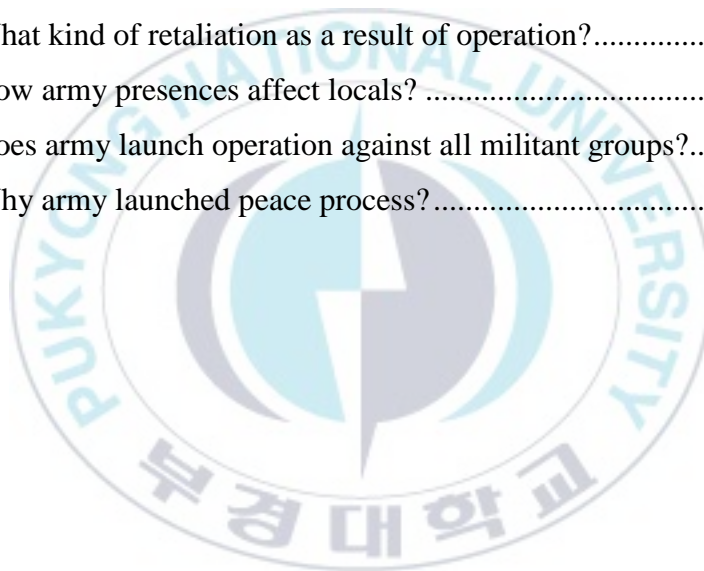 hat kind of retaliation as a result of operation?.............
ow army presences affect locals? .................................
oes army launch operation against all militant groups?..
hy army launched peace process?................................
PUKYONG NATIONAL UNIVERSITY
부경대학교